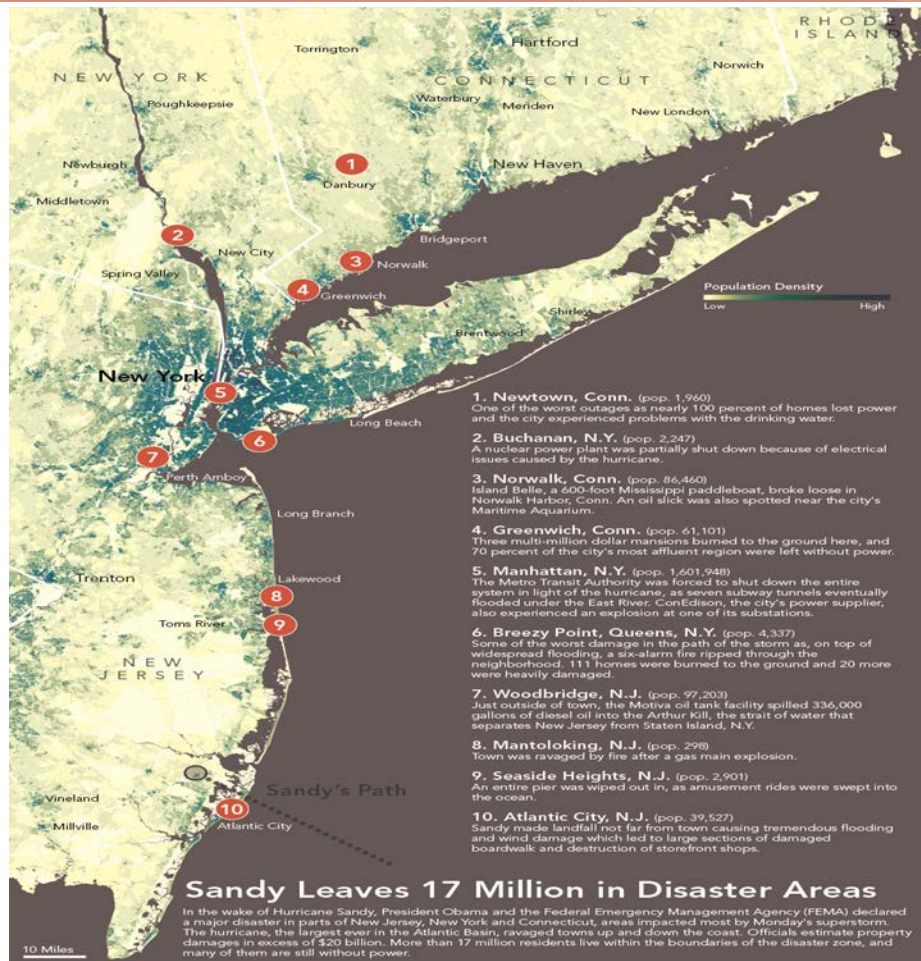 RHODE
ISLAND
Hartford
Torrington
NEW YORK
CONNECTICUT
Norwich
Waterbury
Meriden
Poughkeepsie
New London
Newburgh
New Haven
1
Danbury
Middletown
2
Bridgeport
New City
3
Norwalk
Spring Valley
4
Greenwich
Population Density
Low
High
Shirley
Brentwood
New York
5
Long Beach
6
7
Perth Amboy
Long Branch
Trenton
Lakewood
8
Toms River
9
NEW
JERSEY
Sandy's Path
Vineland
10
Millville
Atlantic City
10 Miles
1. Newtown, Conn. (pop. 1,960)
One of the worst outages as nearly 100 percent of homes lost power
and the city experienced problems with the drinking water.
2. Buchanan, N.Y. (pop. 2,247)
A nuclear power plant was partially shut down because of electrical
issues caused by the hurricane.
3. Norwalk, Conn. (pop. 86,460)
Island Belle, a 600-foot Mississippi paddleboat, broke loose in
Norwalk Harbor, Conn. An oil slick was also spotted near the city's
Maritime Aquarium.
4. Greenwich, Conn. (pop. 61,101)
Three multi-million dollar mansions burned to the ground here, and
70 percent of the city's most affluent region were left without power.
5. Manhattan, N.Y. (pop. 1,601,948)
The Metro Transit Authority was forced to shut down the entire
system in light of the hurricane, as seven subway tunnels eventually
flooded under the East River. ConEdison, the city's power supplier,
also experienced an explosion at one of its substations.
6. Breezy Point, Queens, N.Y. (pop. 4,337)
Some of the worst damage in the path of the storm as, on top of
widespread flooding, a six-alarm fire ripped through the
neighborhood. 111 homes were burned to the ground and 20 more
were heavily damaged.
7. Woodbridge, N.J. (pop. 97,203)
Just outside of town, the Motiva oil tank facility spilled 336,000
gallons of diesel oil into the Arthur Kill, the strait of water that
separates New Jersey from Staten Island, N.Y.
8. Mantoloking, N.J. (pop. 298)
Town was ravaged by fire after a gas main explosion.
9. Seaside Heights, N.J. (pop. 2,901)
An entire pier was wiped out in, as amusement rides were swept into
the ocean.
10. Atlantic City, N.J. (pop. 39,527)
Sandy made landfall not far from town causing tremendous flooding
and wind damage which led to large sections of damaged
boardwalk and destruction of storefront shops.
Sandy Leaves 17 Million in Disaster Areas
In the wake of Hurricane Sandy, President Obama and the Federal Emergency Management Agency (FEMA) declared
a major disaster in parts of New Jersey, New York and Connecticut, areas impacted most by Monday's superstorm.
The hurricane, the largest ever in the Atlantic Basin, ravaged towns up and down the coast. Officials estimate property
damages in excess of $20 billion. More than 17 million residents live within the boundaries of the disaster zone, and
many of them are still without power.